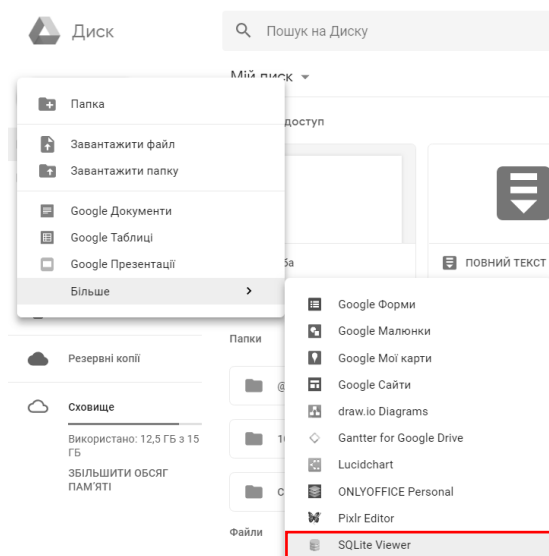 Диск
Пошук на Диску
Мій диск
Папка
доступ
Завантажити файл
Завантажити папку
Google Документи
Google Таблиці
Google Презентації
ба
ПОВНИЙ ТЕКСТ
Більше
Google Форми
Google Малюнки
Папки
Google Мої карти
Резервні копії
Google Сайти
@
Сховище
draw.io Diagrams
Використано: 12,5 ГБ з 15
ГБ
Gantter for Google Drive
Lucidchart
ЗБІЛЬШИТИ ОБСЯГ
ПАМ'ЯТІ
ONLYOFFICE Personal
Pixlr Editor
Файли
SQLite Viewer